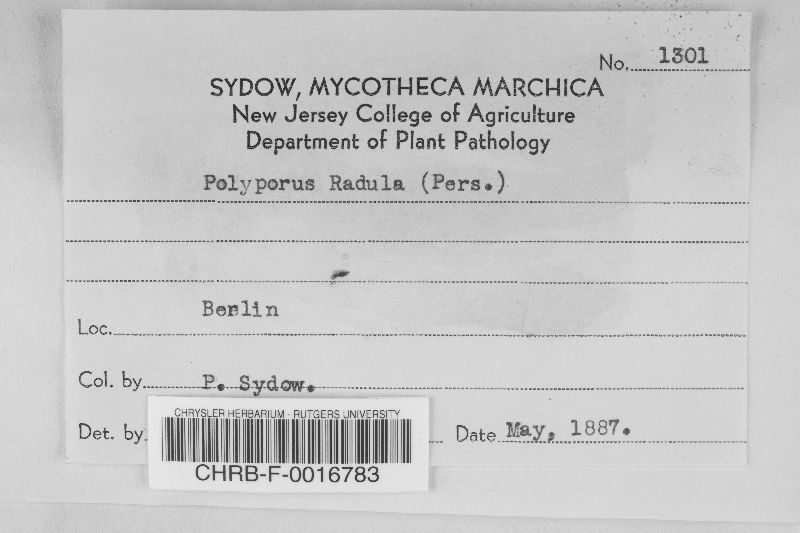 No. 1301
SYDOW, MYCOTHECA MARCHICA
New Jersey College of Agriculture
Department of Plant Pathology
Polyporus Radula (Pers.)
Loc. Berlin
Col. by P. Sydow.
Det. by
Date May, 1887.
CHRYSLER HERBARIUM - RUTGERS UNIVERSITY
CHRB-F-0016783